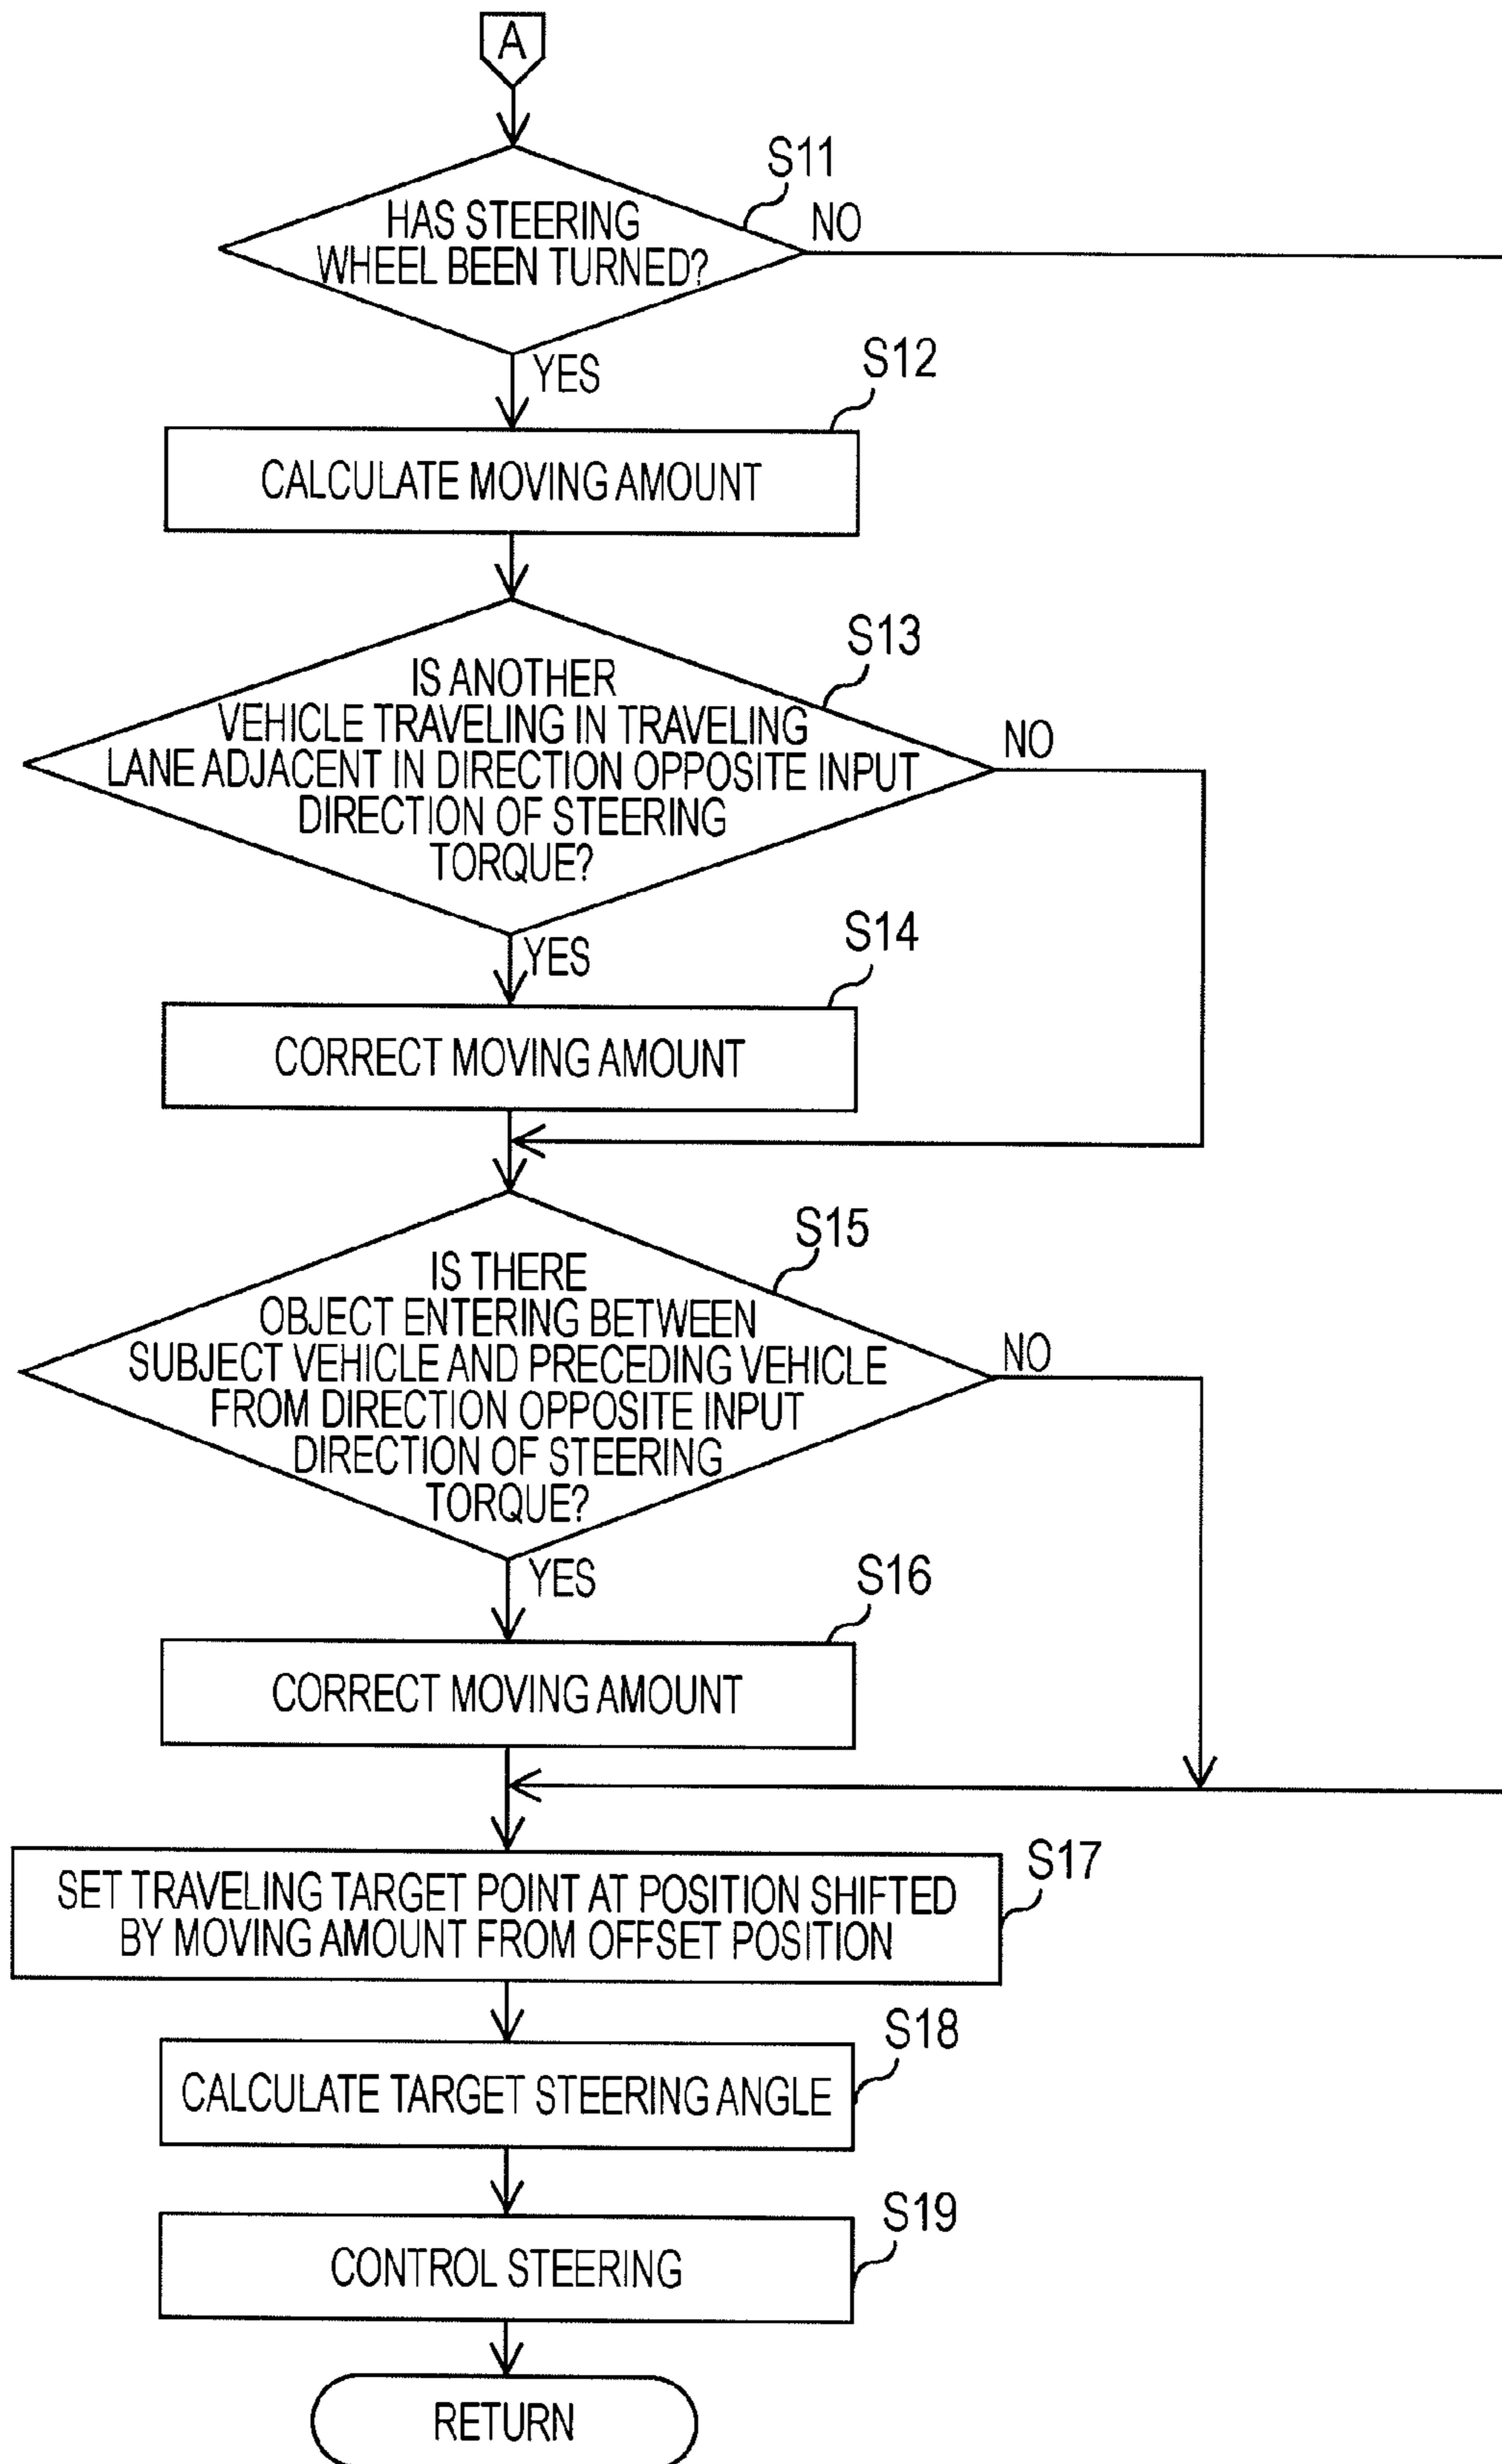 A
S11
HAS STEERING
WHEEL BEEN TURNED?
NO
YES
S12
CALCULATE MOVING AMOUNT
S13
IS ANOTHER
VEHICLE TRAVELING IN TRAVELING
LANE ADJACENT IN DIRECTION OPPOSITE INPUT
DIRECTION OF STEERING
TORQUE?
NO
YES
S14
CORRECT MOVING AMOUNT
S15
IS THERE
OBJECT ENTERING BETWEEN
SUBJECT VEHICLE AND PRECEDING VEHICLE
FROM DIRECTION OPPOSITE INPUT
DIRECTION OF STEERING
TORQUE?
NO
YES
S16
CORRECT MOVING AMOUNT
S17
SET TRAVELING TARGET POINT AT POSITION SHIFTED
BY MOVING AMOUNT FROM OFFSET POSITION
S18
CALCULATE TARGET STEERING ANGLE
S19
CONTROL STEERING
RETURN